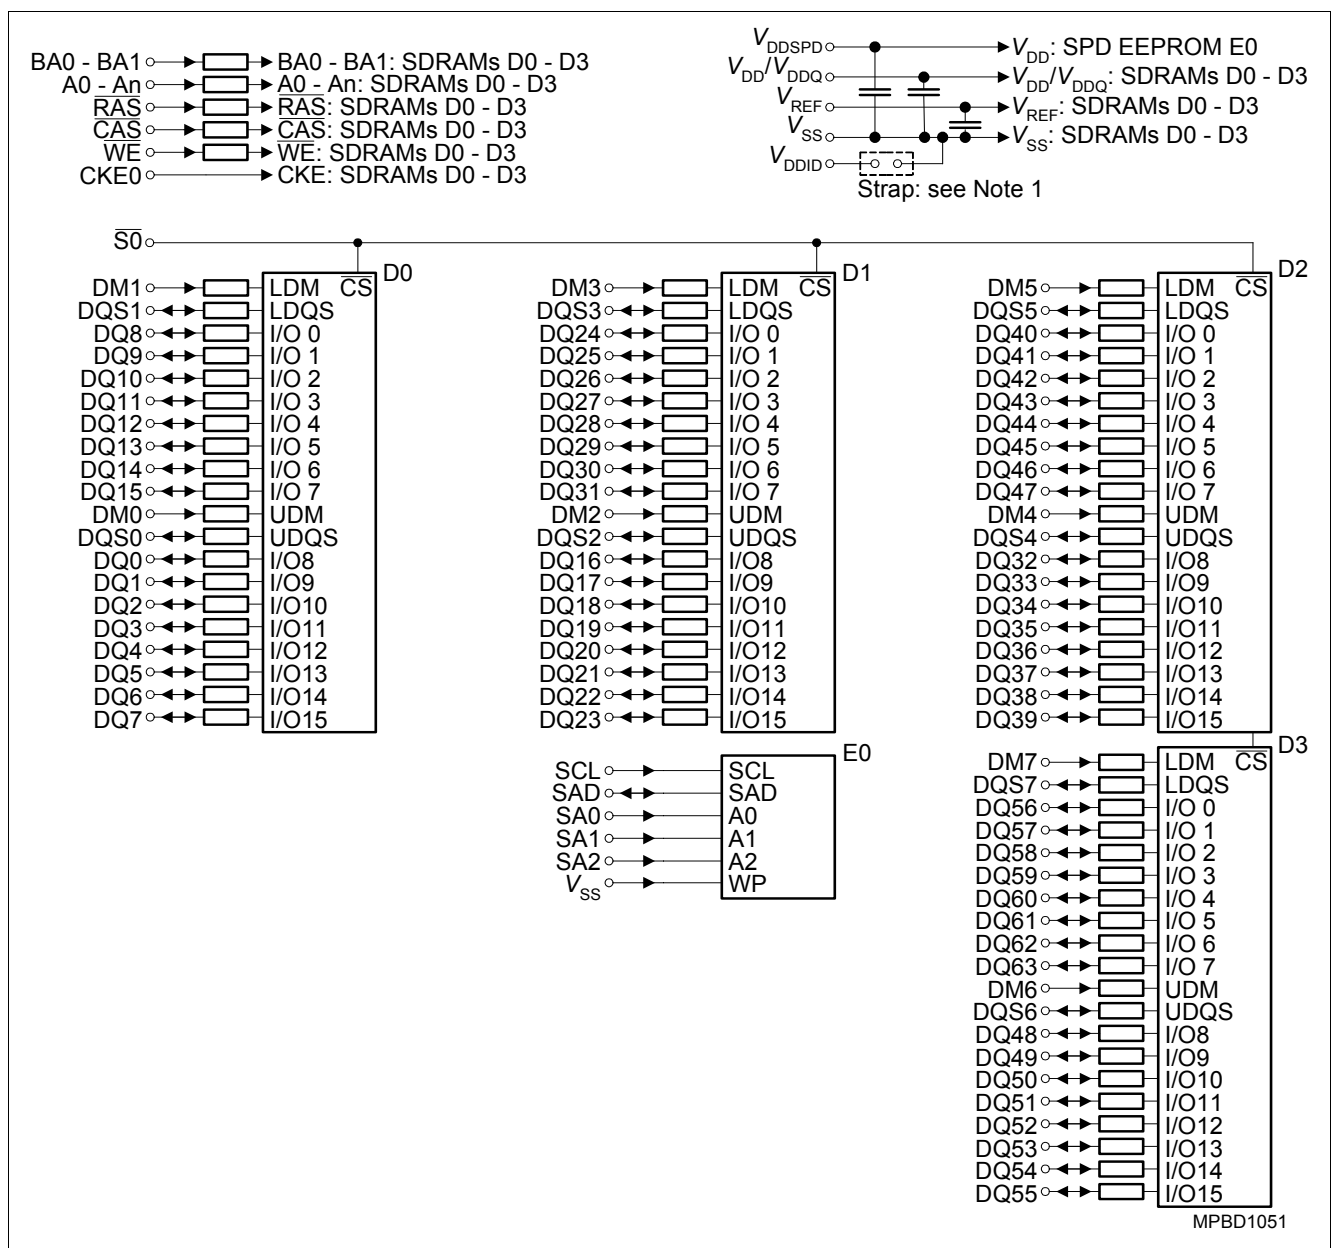 BA0 - BA1 BA0 - BA1: SDRAMs D0 - D3
A0 - An A0 - An: SDRAMs D0 - D3
RAS RAS: SDRAMs D0 - D3
CAS CAS: SDRAMs D0 - D3
WE WE: SDRAMs D0 - D3
CKE0 CKE: SDRAMs D0 - D3
VDDSPD VDD: SPD EEPROM E0
VDD/VDDQ VDD/VDDQ: SDRAMs D0 - D3
VREF VREF: SDRAMs D0 - D3
VSS VSS: SDRAMs D0 - D3
VDDID
Strap: see Note 1
S0
D0
DM1 LDM CS
DQS1 LDQS
DQ8 I/O 0
DQ9 I/O 1
DQ10 I/O 2
DQ11 I/O 3
DQ12 I/O 4
DQ13 I/O 5
DQ14 I/O 6
DQ15 I/O 7
DM0 UDM
DQS0 UDQS
DQ0 I/O8
DQ1 I/O9
DQ2 I/O10
DQ3 I/O11
DQ4 I/O12
DQ5 I/O13
DQ6 I/O14
DQ7 I/O15
D1
DM3 LDM CS
DQS3 LDQS
DQ24 I/O 0
DQ25 I/O 1
DQ26 I/O 2
DQ27 I/O 3
DQ28 I/O 4
DQ29 I/O 5
DQ30 I/O 6
DQ31 I/O 7
DM2 UDM
DQS2 UDQS
DQ16 I/O8
DQ17 I/O9
DQ18 I/O10
DQ19 I/O11
DQ20 I/O12
DQ21 I/O13
DQ22 I/O14
DQ23 I/O15
E0
SCL SCL
SAD SAD
SA0 A0
SA1 A1
SA2 A2
VSS WP
D2
DM5 LDM CS
DQS5 LDQS
DQ40 I/O 0
DQ41 I/O 1
DQ42 I/O 2
DQ43 I/O 3
DQ44 I/O 4
DQ45 I/O 5
DQ46 I/O 6
DQ47 I/O 7
DM4 UDM
DQS4 UDQS
DQ32 I/O8
DQ33 I/O9
DQ34 I/O10
DQ35 I/O11
DQ36 I/O12
DQ37 I/O13
DQ38 I/O14
DQ39 I/O15
D3
DM7 LDM CS
DQS7 LDQS
DQ56 I/O 0
DQ57 I/O 1
DQ58 I/O 2
DQ59 I/O 3
DQ60 I/O 4
DQ61 I/O 5
DQ62 I/O 6
DQ63 I/O 7
DM6 UDM
DQS6 UDQS
DQ48 I/O8
DQ49 I/O9
DQ50 I/O10
DQ51 I/O11
DQ52 I/O12
DQ53 I/O13
DQ54 I/O14
DQ55 I/O15
MPBD1051